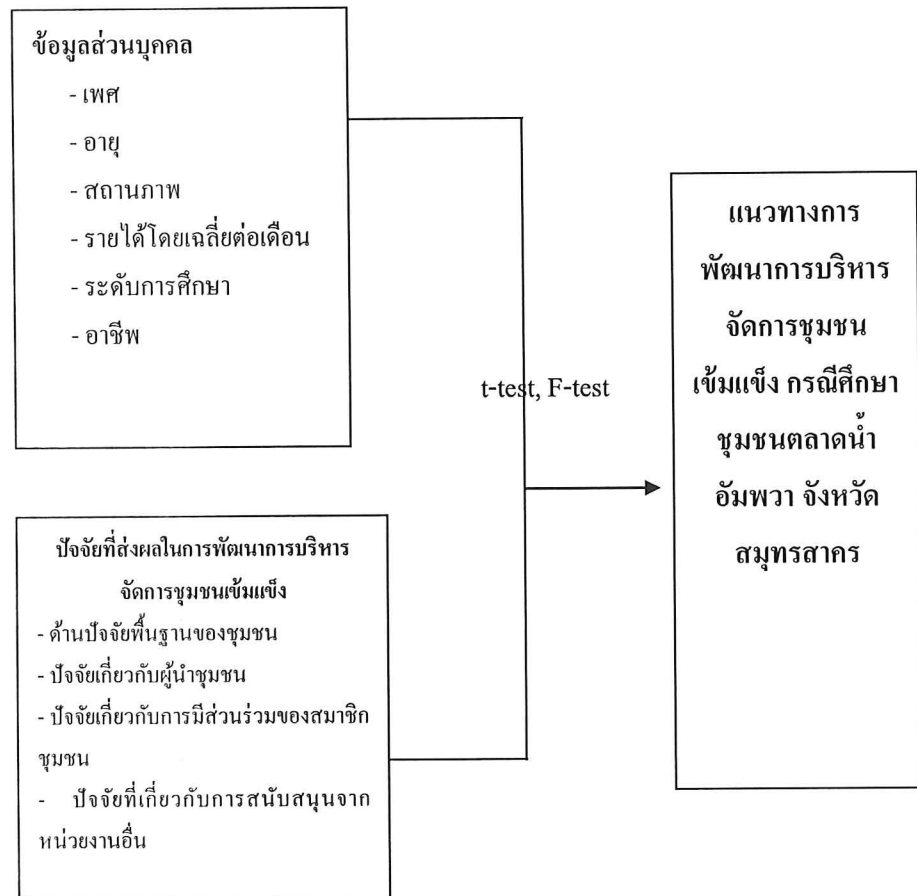 ข้อมูลส่วนบุคคล
- เพศ
- อายุ
- สถานภาพ
- รายได้โดยเฉลี่ยต่อเดือน
- ระดับการศึกษา
- อาชีพ
t-test, F-test
แนวทางการ
พัฒนาการบริหาร
จัดการชุมชน
เข้มแข็ง กรณีศึกษา
ชุมชนตลาดน้ำ
อัมพวา จังหวัด
สมุทรสาคร
ปัจจัยที่ส่งผลในการพัฒนาการบริหาร
จัดการชุมชนเข้มแข็ง
- ด้านปัจจัยพื้นฐานของชุมชน
- ปัจจัยเกี่ยวกับผู้นำชุมชน
- ปัจจัยเกี่ยวกับการมีส่วนร่วมของสมาชิก
ชุมชน
- ปัจจัยที่เกี่ยวกับการสนับสนุนจาก
หน่วยงานอื่น